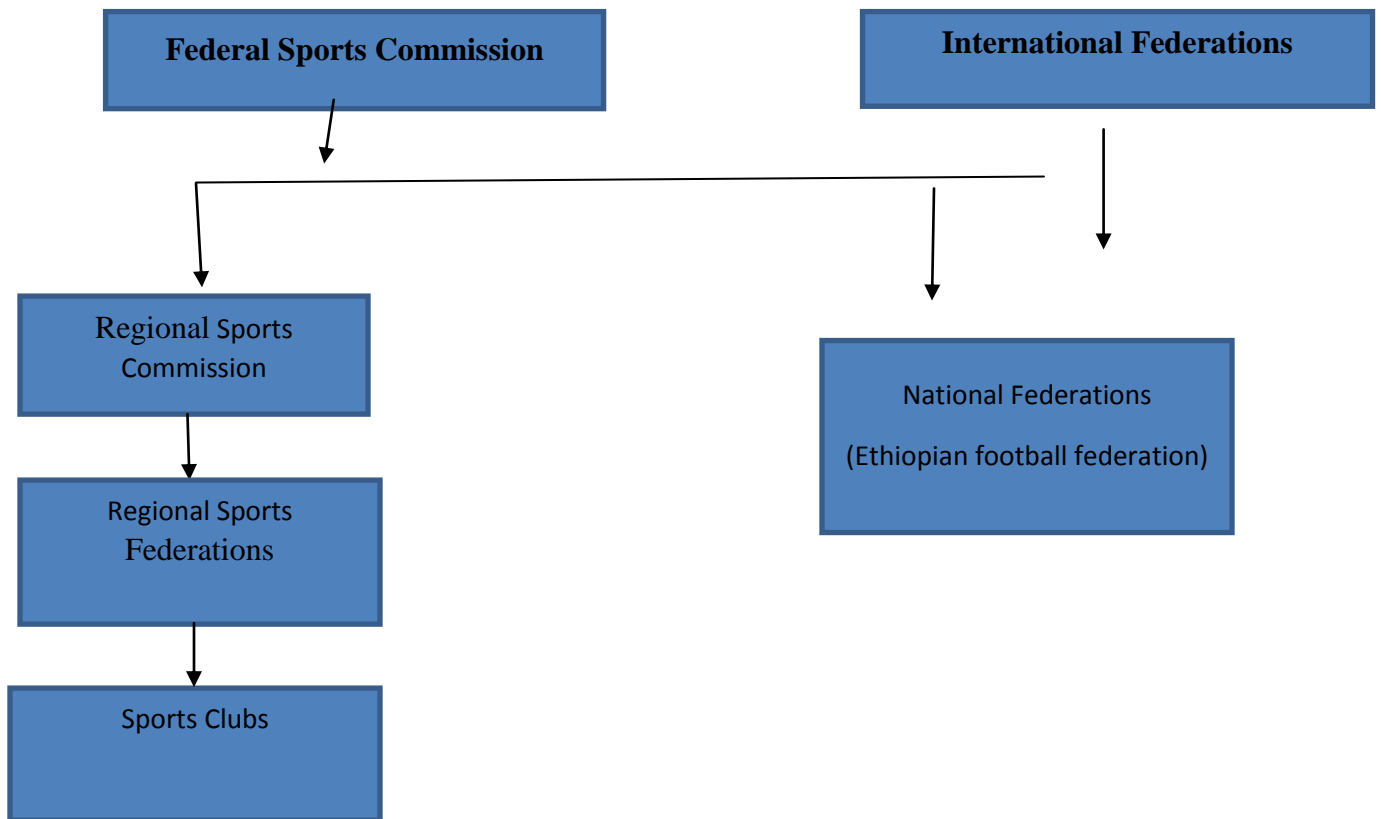 Federal Sports Commission
International Federations
Regional Sports
Commission
National Federations
(Ethiopian football federation)
Regional Sports
Federations
Sports Clubs